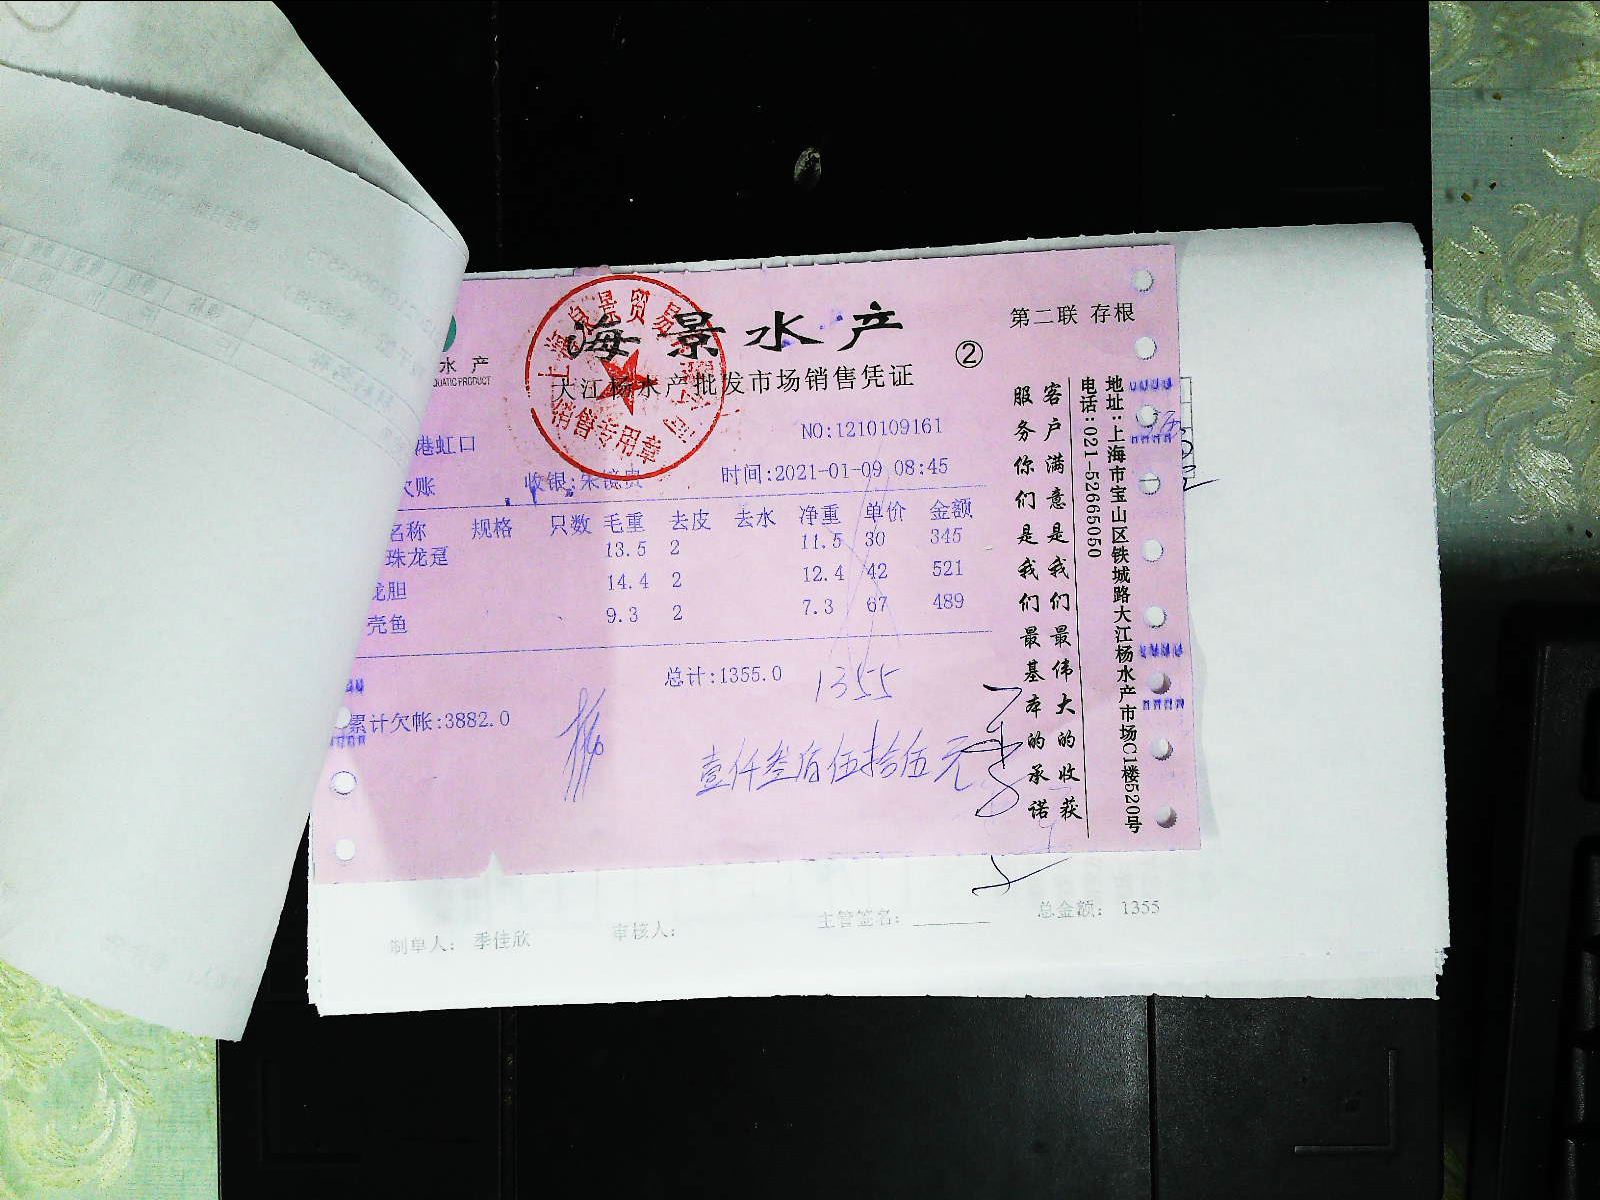 海景水产
第二联 存根
水产
QUATIC PRODUCT
大江杨水产批发市场销售凭证
②
销售专用章
港虹口
NO:1210109161
欠账
收银:
时间:2021-01-09 08:45
名称 规格 只数 毛重 去皮 去水 净重 单价 金额
珠龙趸 13.5 2 11.5 30 345
龙胆 14.4 2 12.4 42 521
壳鱼 9.3 2 7.3 67 489
总计:1355.0
1355
累计欠帐:3882.0
壹仟叁佰伍拾伍元
客户满意是我们最伟大的收获
服务你们是我们最基本的承诺
地址:上海市宝山区铁城路大江杨水产市场C1楼520号
电话:021-52665050
制单人: 季佳欣
审核人:
主管签名:
总金额: 1355